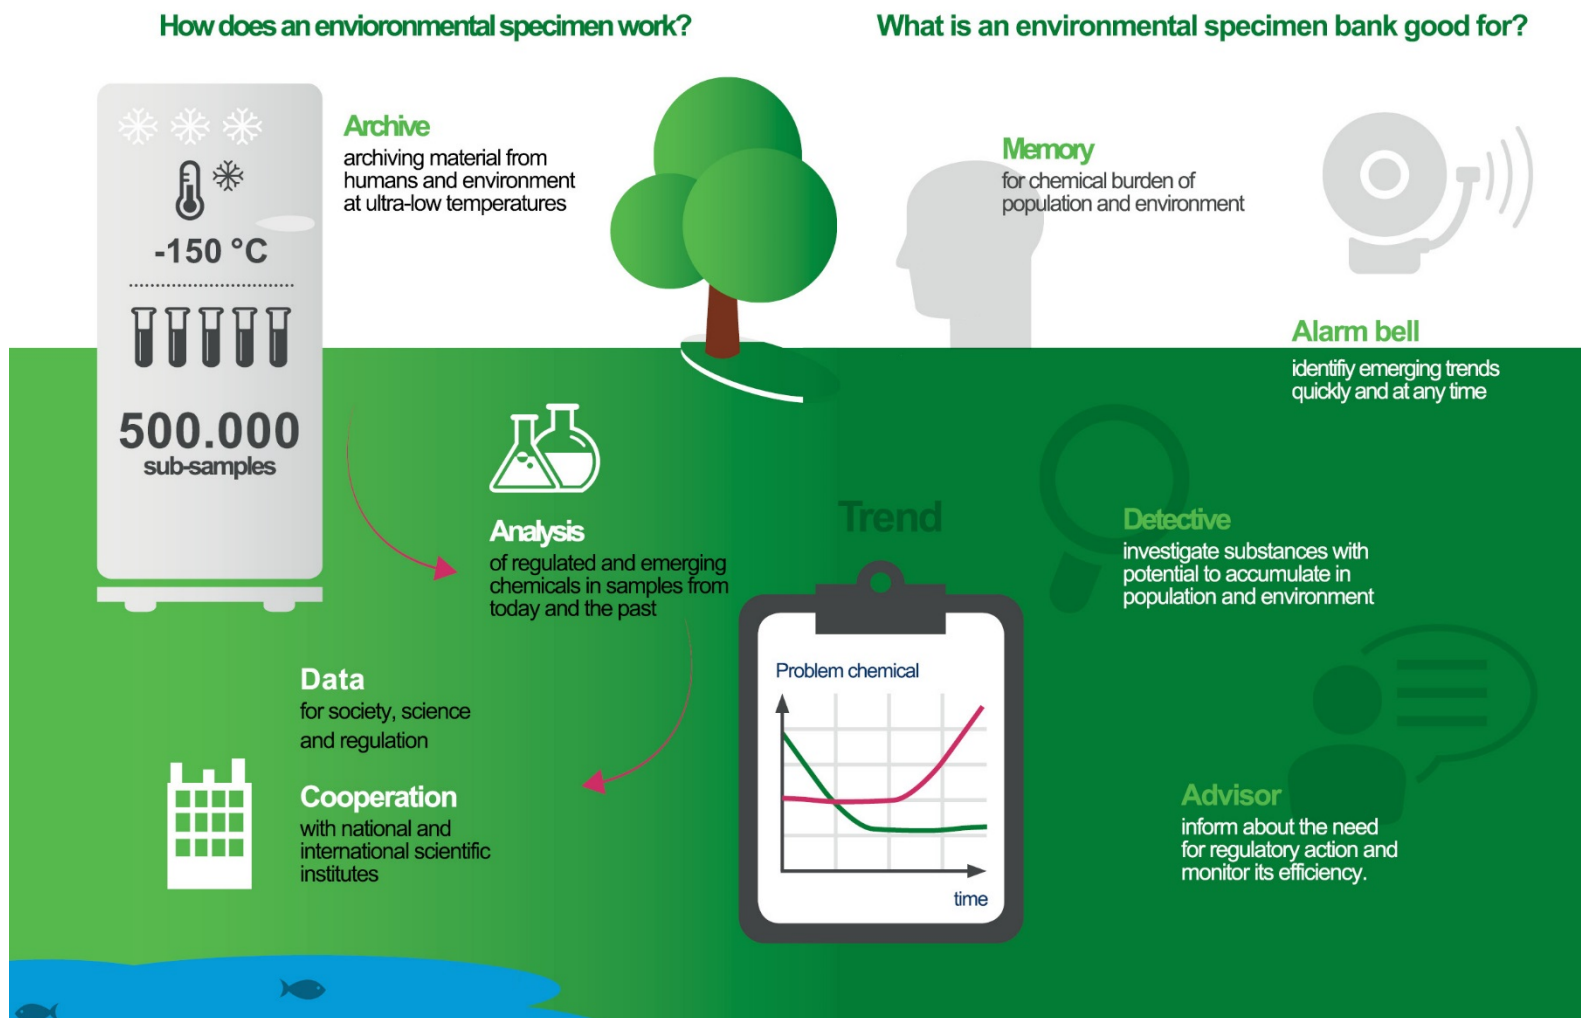 How does an envioronmental specimen work?
What is an environmental specimen bank good for?
-150 °C
500.000
sub-samples
Archive
archiving material from
humans and environment
at ultra-low temperatures
Analysis
of regulated and emerging
chemicals in samples from
today and the past
Data
for society, science
and regulation
Cooperation
with national and
international scientific
institutes
Trend
Problem chemical
time
Memory
for chemical burden of
population and environment
Alarm bell
identifiy emerging trends
quickly and at any time
Detective
investigate substances with
potential to accumulate in
population and environment
Advisor
inform about the need
for regulatory action and
monitor its efficiency.